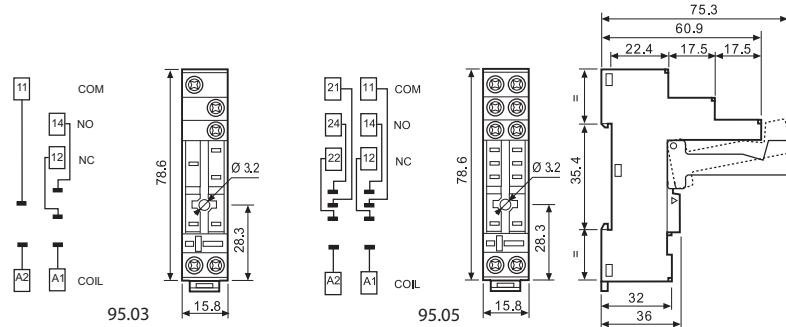 11 COM
14 NO
12 NC
A2 A1 COIL
95.03
78.6
Ø 3.2
28.3
15.8
21 11 COM
24 14 NO
22 12 NC
A2 A1 COIL
95.05
78.6
Ø 3.2
28.3
15.8
75.3
60.9
22.4 17.5 17.5
=
35.4
=
32
36